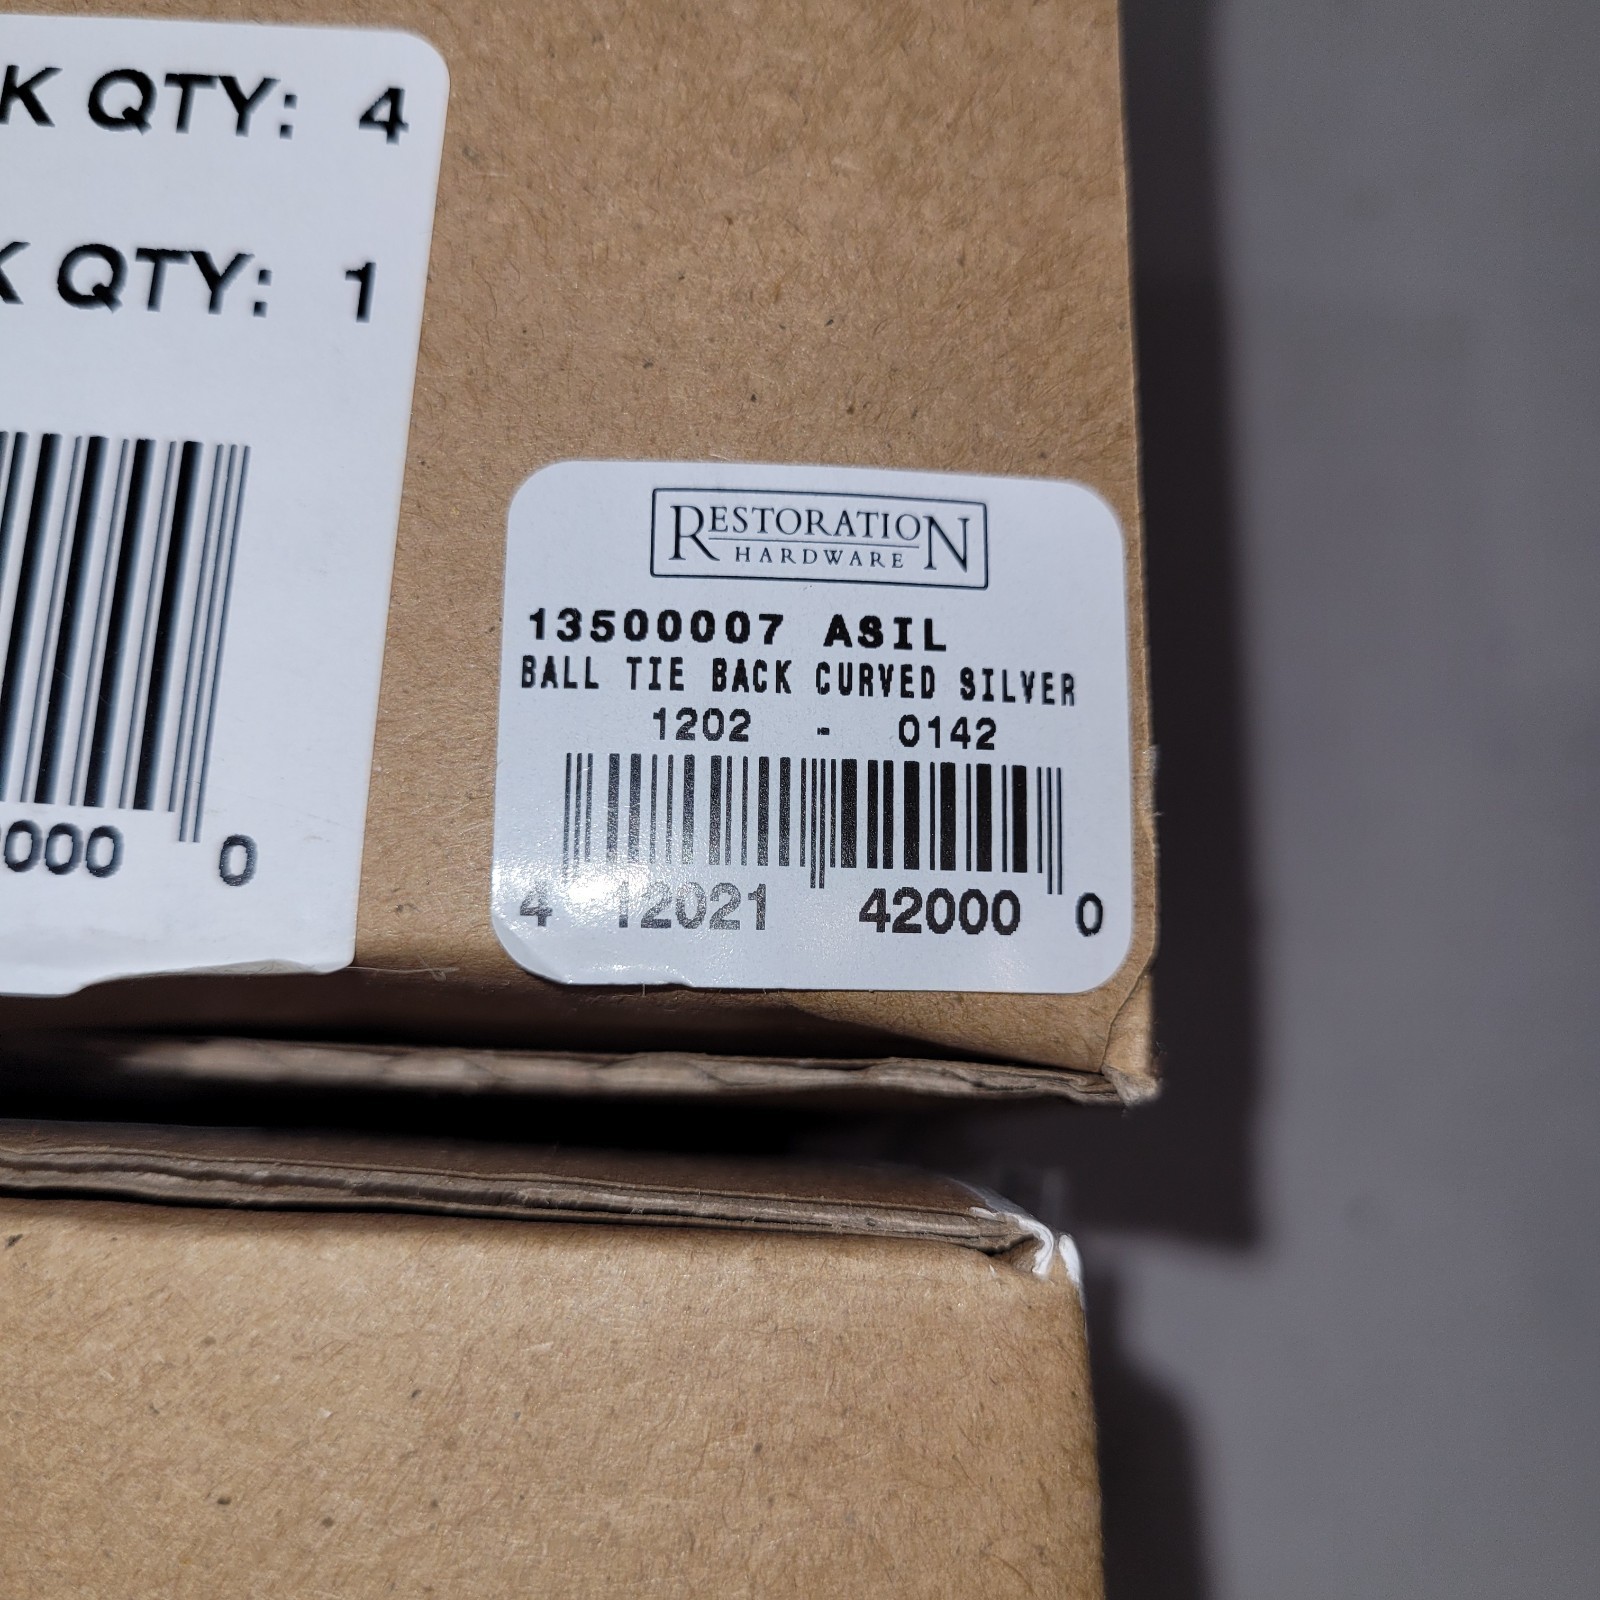 K QTY: 4
K QTY: 1
000 0
RESTORATION
HARDWARE
13500007 ASIL
BALL TIE BACK CURVED SILVER
1202 - 0142
4 12021 42000 0